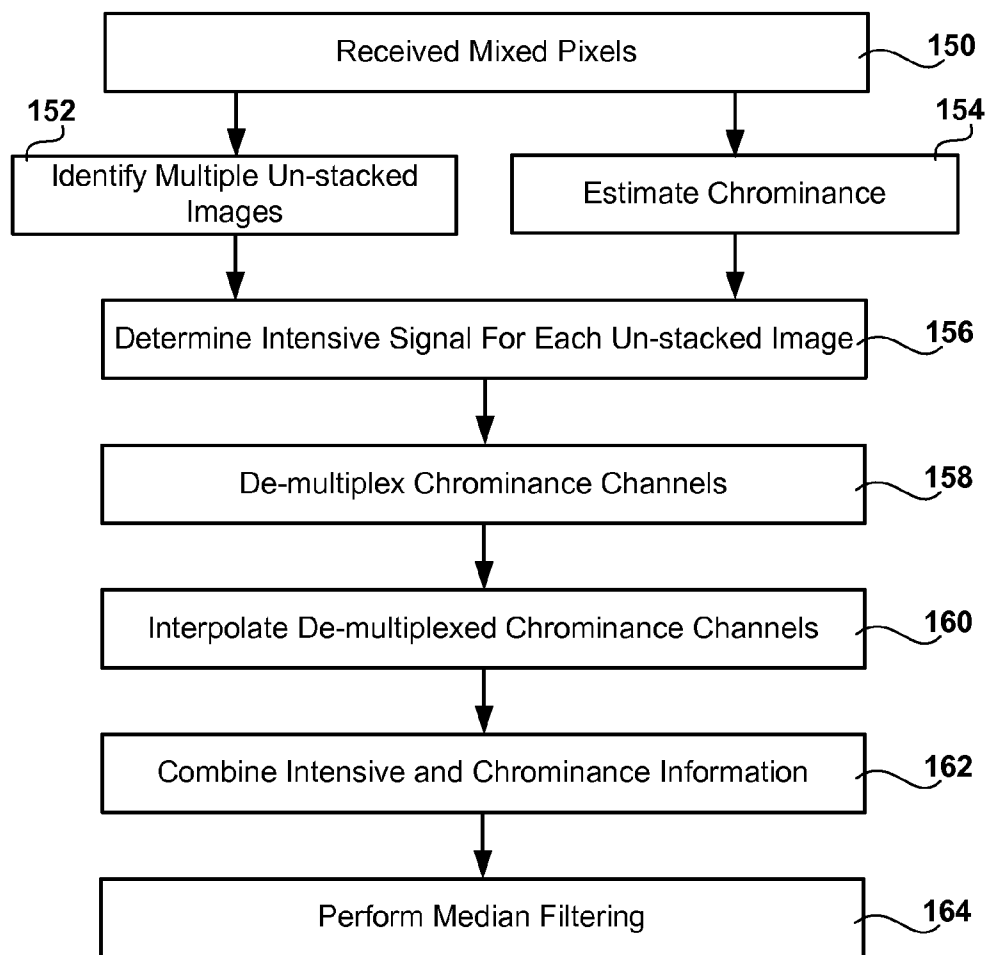 Received Mixed Pixels
150
152
154
Identify Multiple Un-stacked
Images
Estimate Chrominance
Determine Intensive Signal For Each Un-stacked Image
156
De-multiplex Chrominance Channels
158
Interpolate De-multiplexed Chrominance Channels
160
Combine Intensive and Chrominance Information
162
Perform Median Filtering
164